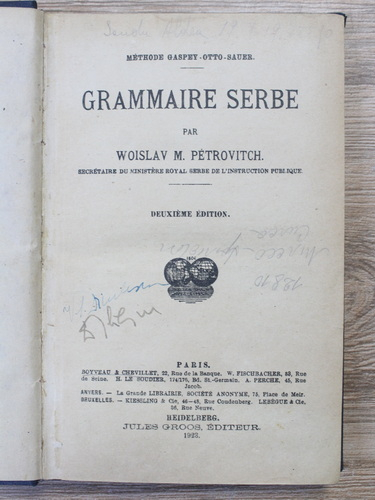 MÉTHODE GASPEY-OTTO-SAUER.
GRAMMAIRE SERBE
PAR
WOISLAV M. PÉTROVITCH.
SECRÉTAIRE DU MINISTÈRE ROYAL SERBE DE L'INSTRUCTION PUBLIQUE
DEUXIÈME ÉDITION.
PARIS.
BOYVEAU & CHEVILLET, 22, Rue de la Banque. W. FISCHBACHER, 33, Rue
de Seine. H. LE SOUDIER, 174/176, Bd. St.-Germain. A. PERCHE, 45, Rue
Jacob.
ANVERS. — La Grande LIBRAIRIE, SOCIÉTÉ ANONYME, 73, Place de Meir.
BRUXELLES. — KIESSLING & Cie, 46—48, Rue Coudenberg. LEBÈGUE & Cie,
36, Rue Neuve.
HEIDELBERG.
JULES GROOS, ÉDITEUR.
1923.